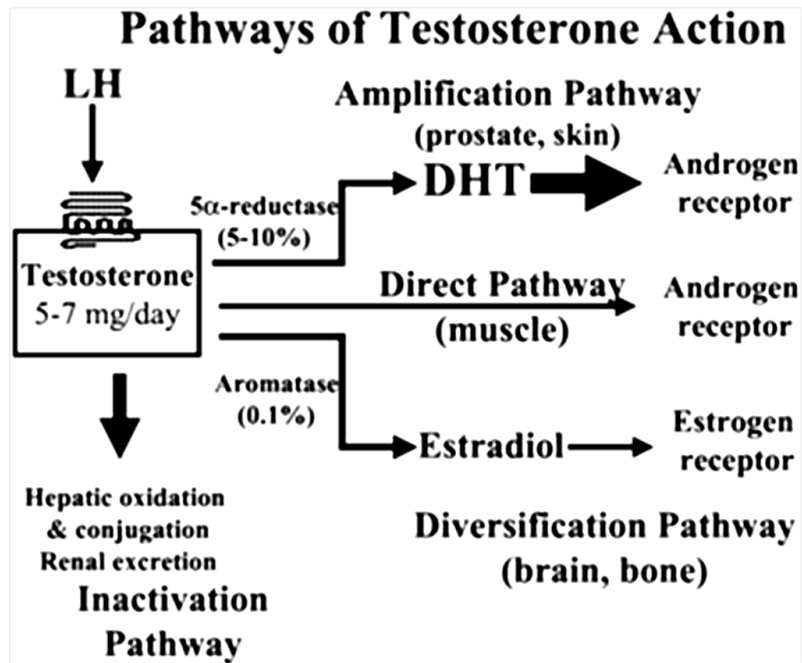 Pathways of Testosterone Action
LH
Amplification Pathway
(prostate, skin)
5α-reductase
(5-10%)
DHT
Androgen
receptor
Testosterone
5-7 mg/day
Direct Pathway
(muscle)
Androgen
receptor
Aromatase
(0.1%)
Estradiol
Estrogen
receptor
Hepatic oxidation
& conjugation
Renal excretion
Inactivation
Pathway
Diversification Pathway
(brain, bone)